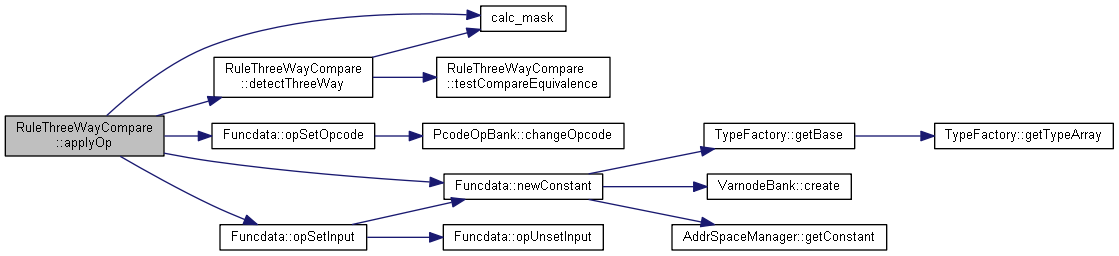 calc_mask
RuleThreeWayCompare
::detectThreeWay
RuleThreeWayCompare
::testCompareEquivalence
RuleThreeWayCompare
::applyOp
Funcdata::opSetOpcode
PcodeOpBank::changeOpcode
TypeFactory::getBase
TypeFactory::getTypeArray
Funcdata::newConstant
VarnodeBank::create
Funcdata::opSetInput
Funcdata::opUnsetInput
AddrSpaceManager::getConstant